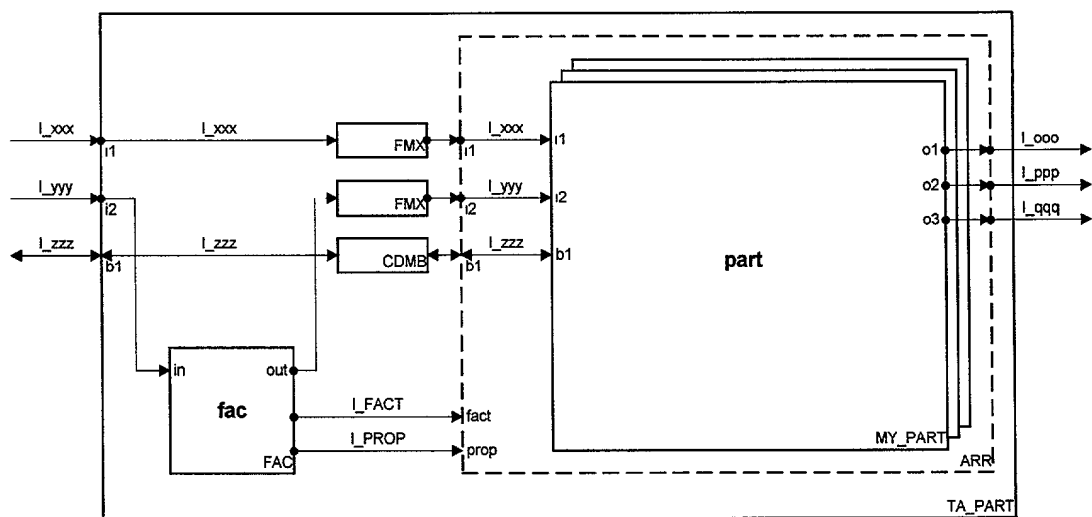 I_xxx
I_xxx
FMX
I_xxx
i1
i1
i1
o1
I_ooo
I_yyy
i2
FMX
I_yyy
i2
i2
o2
I_ppp
o3
I_qqq
I_zzz
b1
I_zzz
CDMB
I_zzz
b1
b1
part
in
out
fac
FAC
I_FACT
fact
I_PROP
prop
MY_PART
ARR
TA_PART